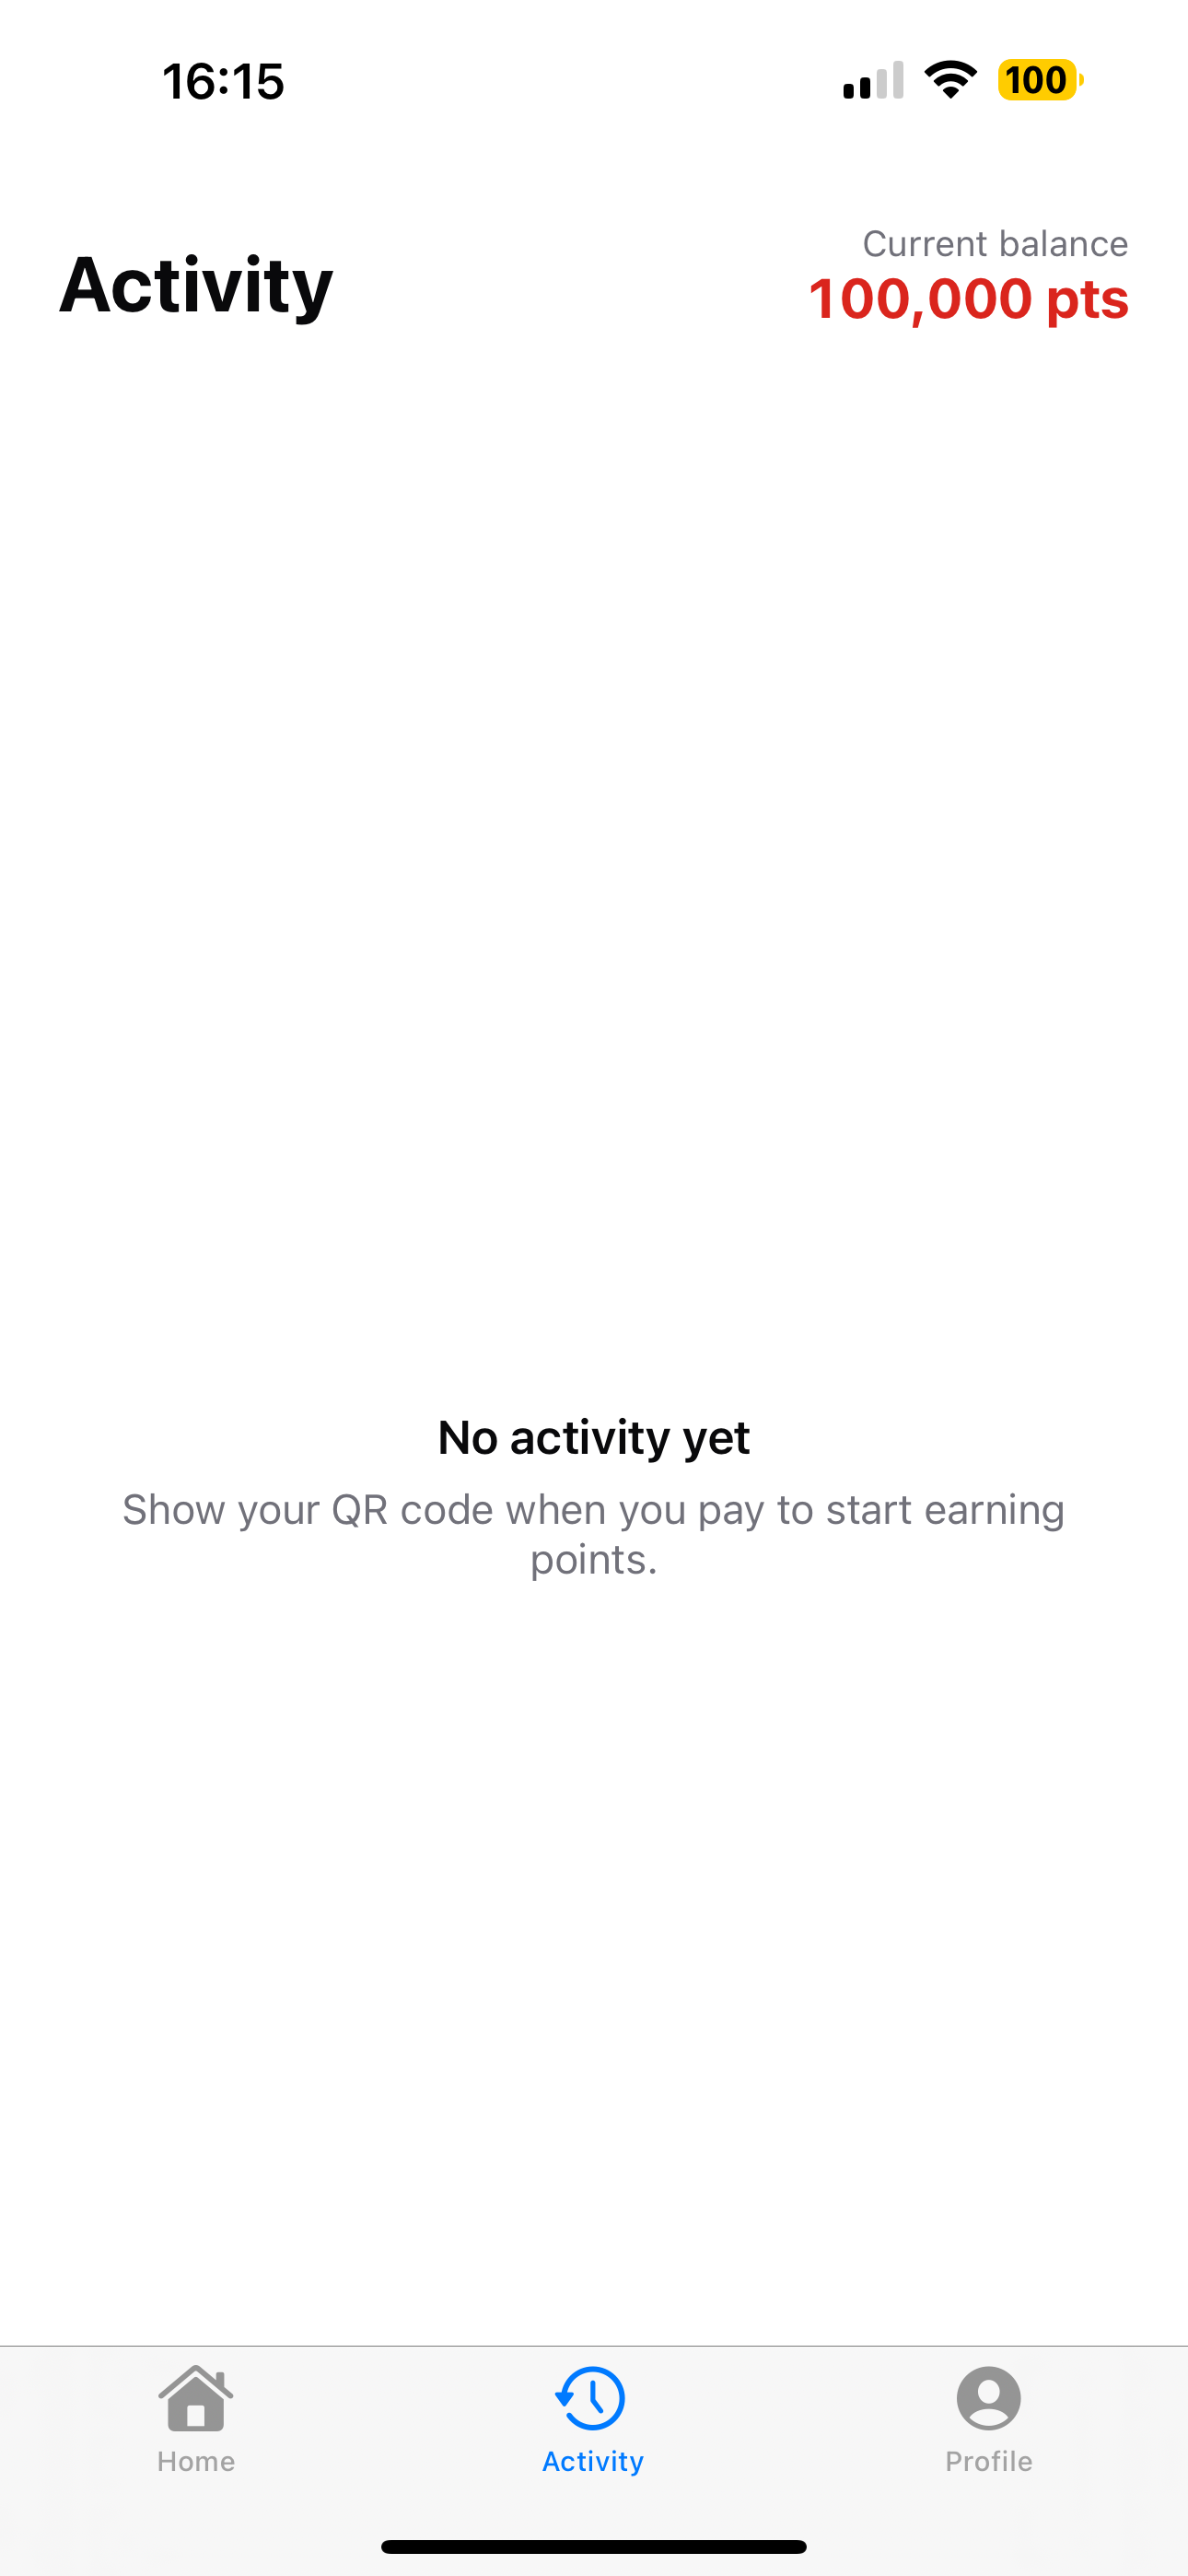 16:15
100
Current balance
Activity
100,000 pts
No activity yet
Show your QR code when you pay to start earning
points.
Home
Activity
Profile